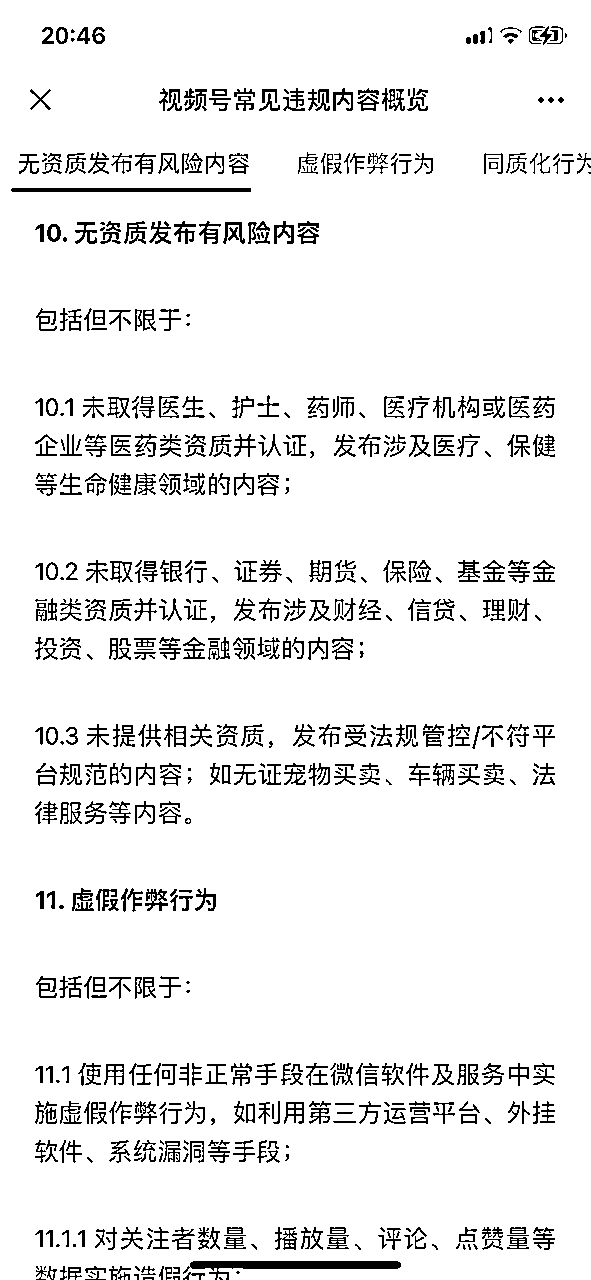 20:46
视频号常见违规内容概览
无资质发布有风险内容 虚假作弊行为 同质化行为
10. 无资质发布有风险内容
包括但不限于：
10.1 未取得医生、护士、药师、医疗机构或医药
企业等医药类资质并认证，发布涉及医疗、保健
等生命健康领域的内容；
10.2 未取得银行、证券、期货、保险、基金等金
融类资质并认证，发布涉及财经、信贷、理财、
投资、股票等金融领域的内容；
10.3 未提供相关资质，发布受法规管控/不符平
台规范的内容；如无证宠物买卖、车辆买卖、法
律服务等内容。
11. 虚假作弊行为
包括但不限于：
11.1 使用任何非正常手段在微信软件及服务中实
施虚假作弊行为，如利用第三方运营平台、外挂
软件、系统漏洞等手段；
11.1.1 对关注者数量、播放量、评论、点赞量等
数据实施造假行为；